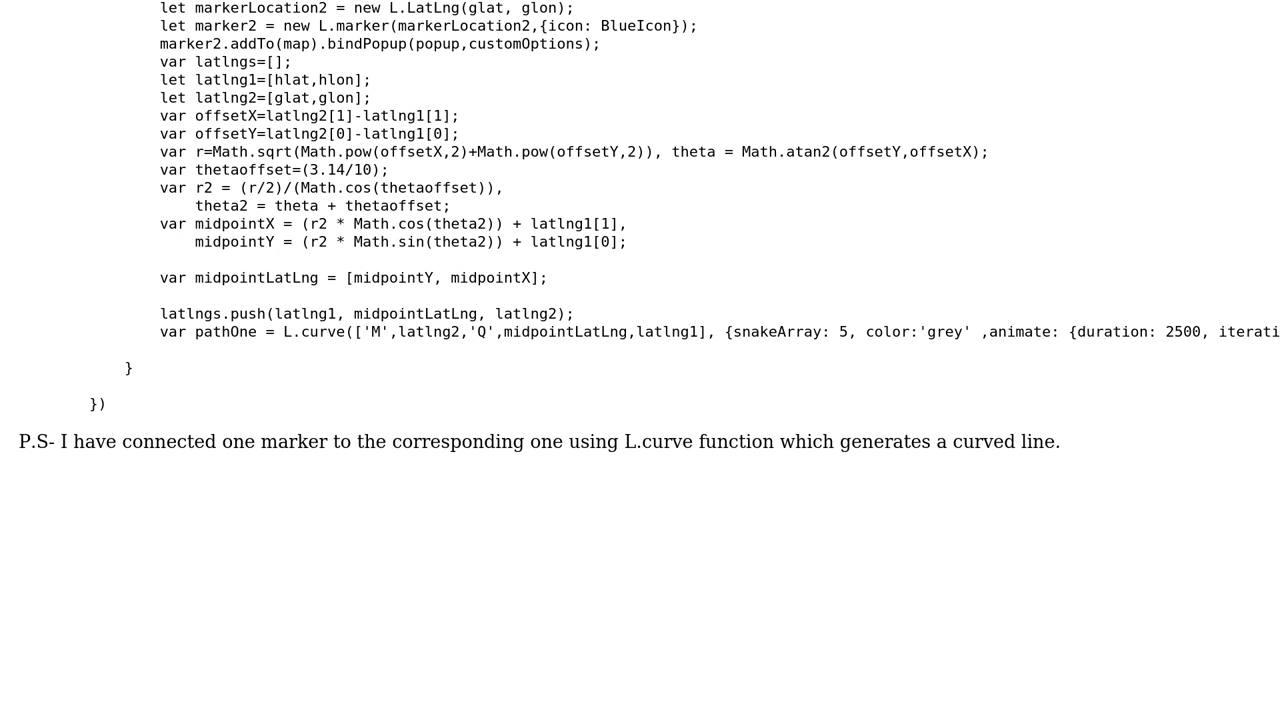 let markerLocation2 = new L.LatLng(glat, glon);
let marker2 = new L.marker(markerLocation2,{icon: BlueIcon});
marker2.addTo(map).bindPopup(popup,customOptions);
var latlngs=[];
let latlng1=[hlat,hlon];
let latlng2=[glat,glon];
var offsetX=latlng2[1]-latlng1[1];
var offsetY=latlng2[0]-latlng1[0];
var r=Math.sqrt(Math.pow(offsetX,2)+Math.pow(offsetY,2)), theta = Math.atan2(offsetY,offsetX);
var thetaoffset=(3.14/10);
var r2 = (r/2)/(Math.cos(thetaoffset)),
theta2 = theta + thetaoffset;
var midpointX = (r2 * Math.cos(theta2)) + latlng1[1],
midpointY = (r2 * Math.sin(theta2)) + latlng1[0];
var midpointLatLng = [midpointY, midpointX];
latlngs.push(latlng1, midpointLatLng, latlng2);
var pathOne = L.curve(['M',latlng2,'Q',midpointLatLng,latlng1], {snakeArray: 5, color:'grey' ,animate: {duration: 2500, iterati
}
})
P.S- I have connected one marker to the corresponding one using L.curve function which generates a curved line.